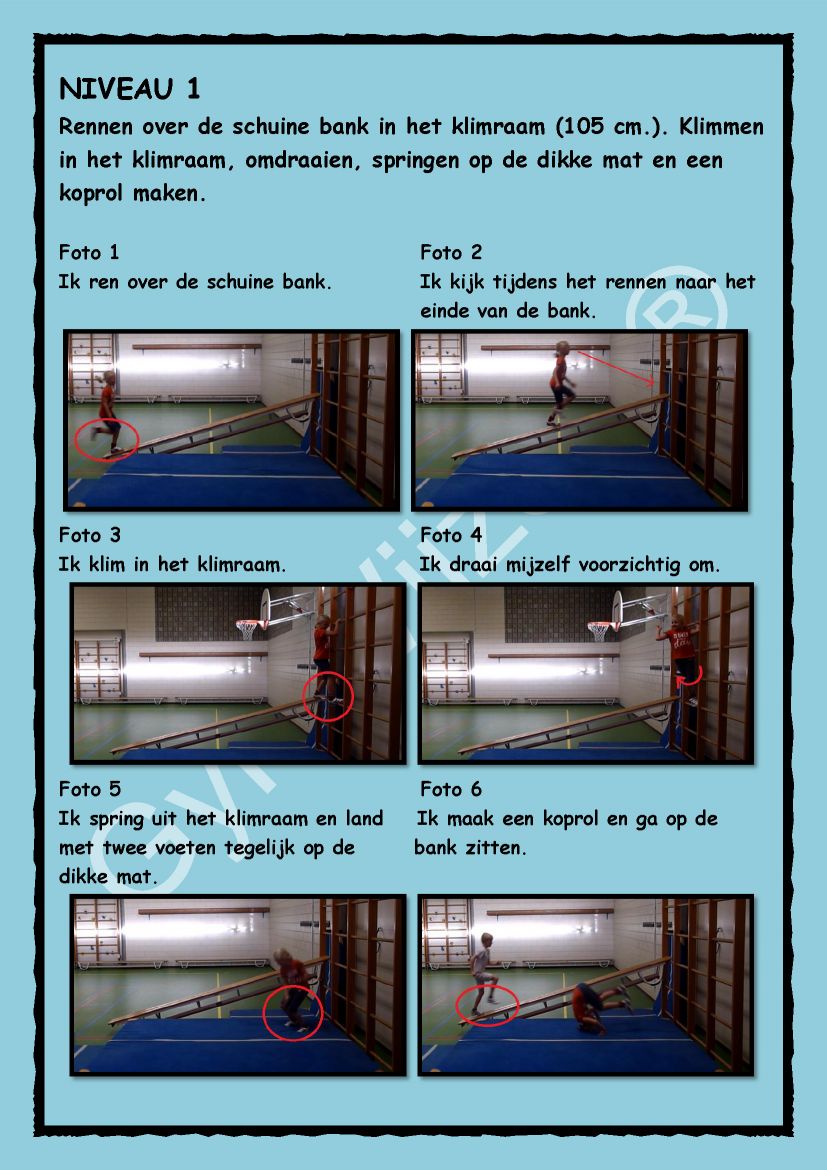 NIVEAU 1
Rennen over de schuine bank in het klimraam (105 cm.). Klimmen
in het klimraam, omdraaien, springen op de dikke mat en een
koprol maken.
Foto 1
Ik ren over de schuine bank.
Foto 2
Ik kijk tijdens het rennen naar het
einde van de bank.
Foto 3
Ik klim in het klimraam.
Foto 4
Ik draai mijzelf voorzichtig om.
Foto 5
Ik spring uit het klimraam en land
met twee voeten tegelijk op de
dikke mat.
Foto 6
Ik maak een koprol en ga op de
bank zitten.